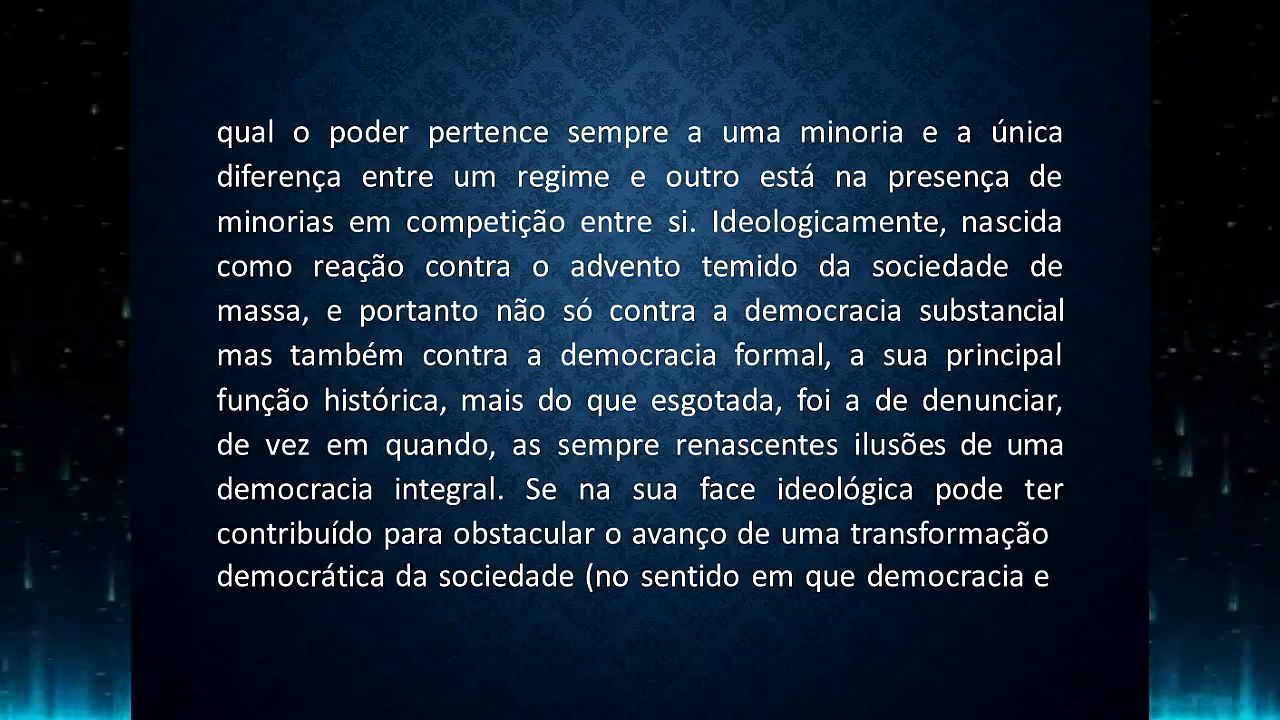 qual o poder pertence sempre a uma minoria e a única
diferença entre um regime e outro está na presença de
minorias em competição entre si. Ideologicamente, nascida
como reação contra o advento temido da sociedade de
massa, e portanto não só contra a democracia substancial
mas também contra a democracia formal, a sua principal
função histórica, mais do que esgotada, foi a de denunciar,
de vez em quando, as sempre renascentes ilusões de uma
democracia integral. Se na sua face ideológica pode ter
contribuído para obstacular o avanço de uma transformação
democrática da sociedade (no sentido em que democracia e